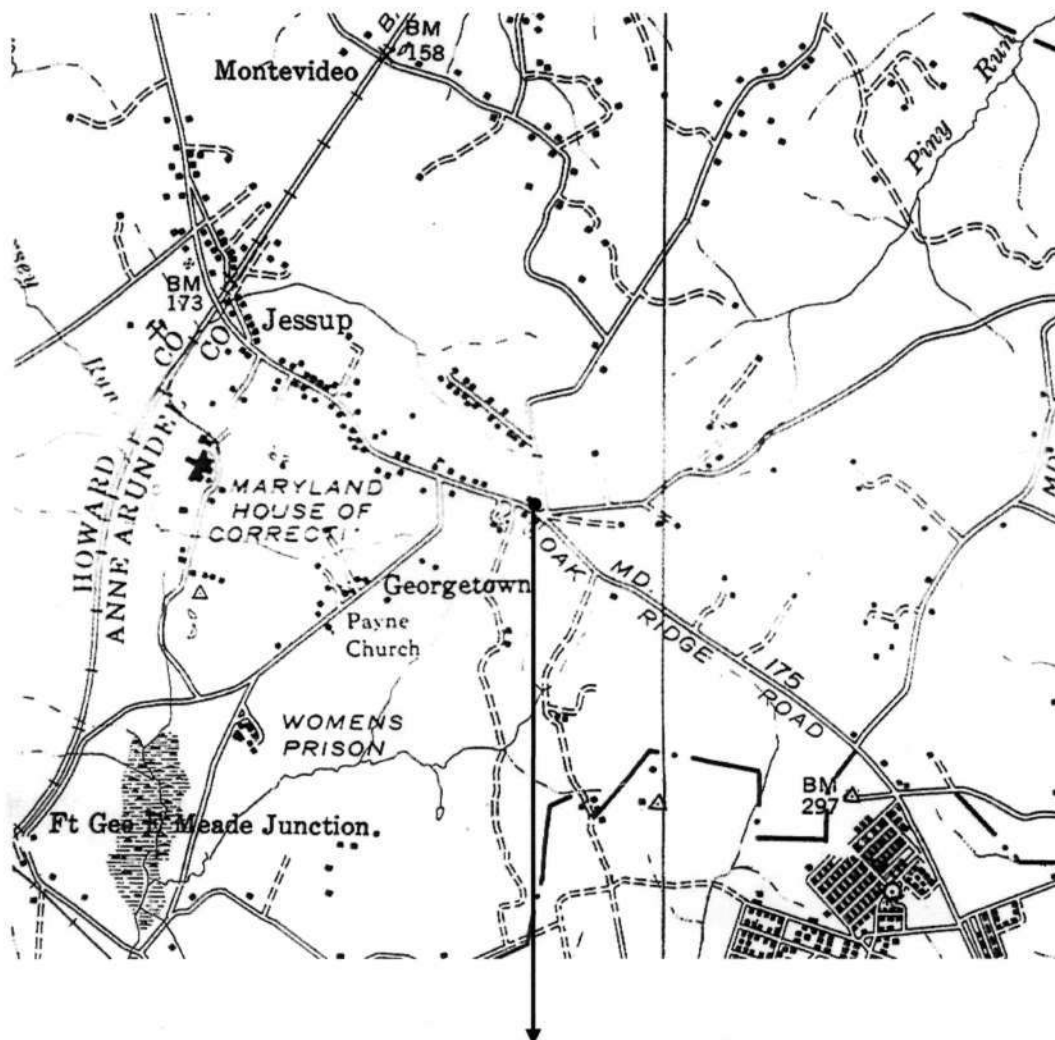 BM
158
Montevideo
Piny Run
BM
173
Jessup
CO
CO
HOWARD
ANNE ARUNDEL
Run
MARYLAND
HOUSE OF
Georgetown
Payne
Church
OAK RIDGE ROAD
MD. 175
WOMENS
PRISON
BM
297
Meade Junction